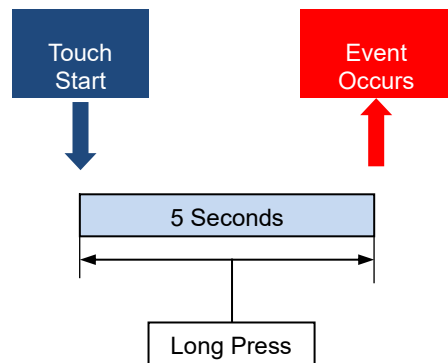 Touch
Start
Event
Occurs
5 Seconds
Long Press